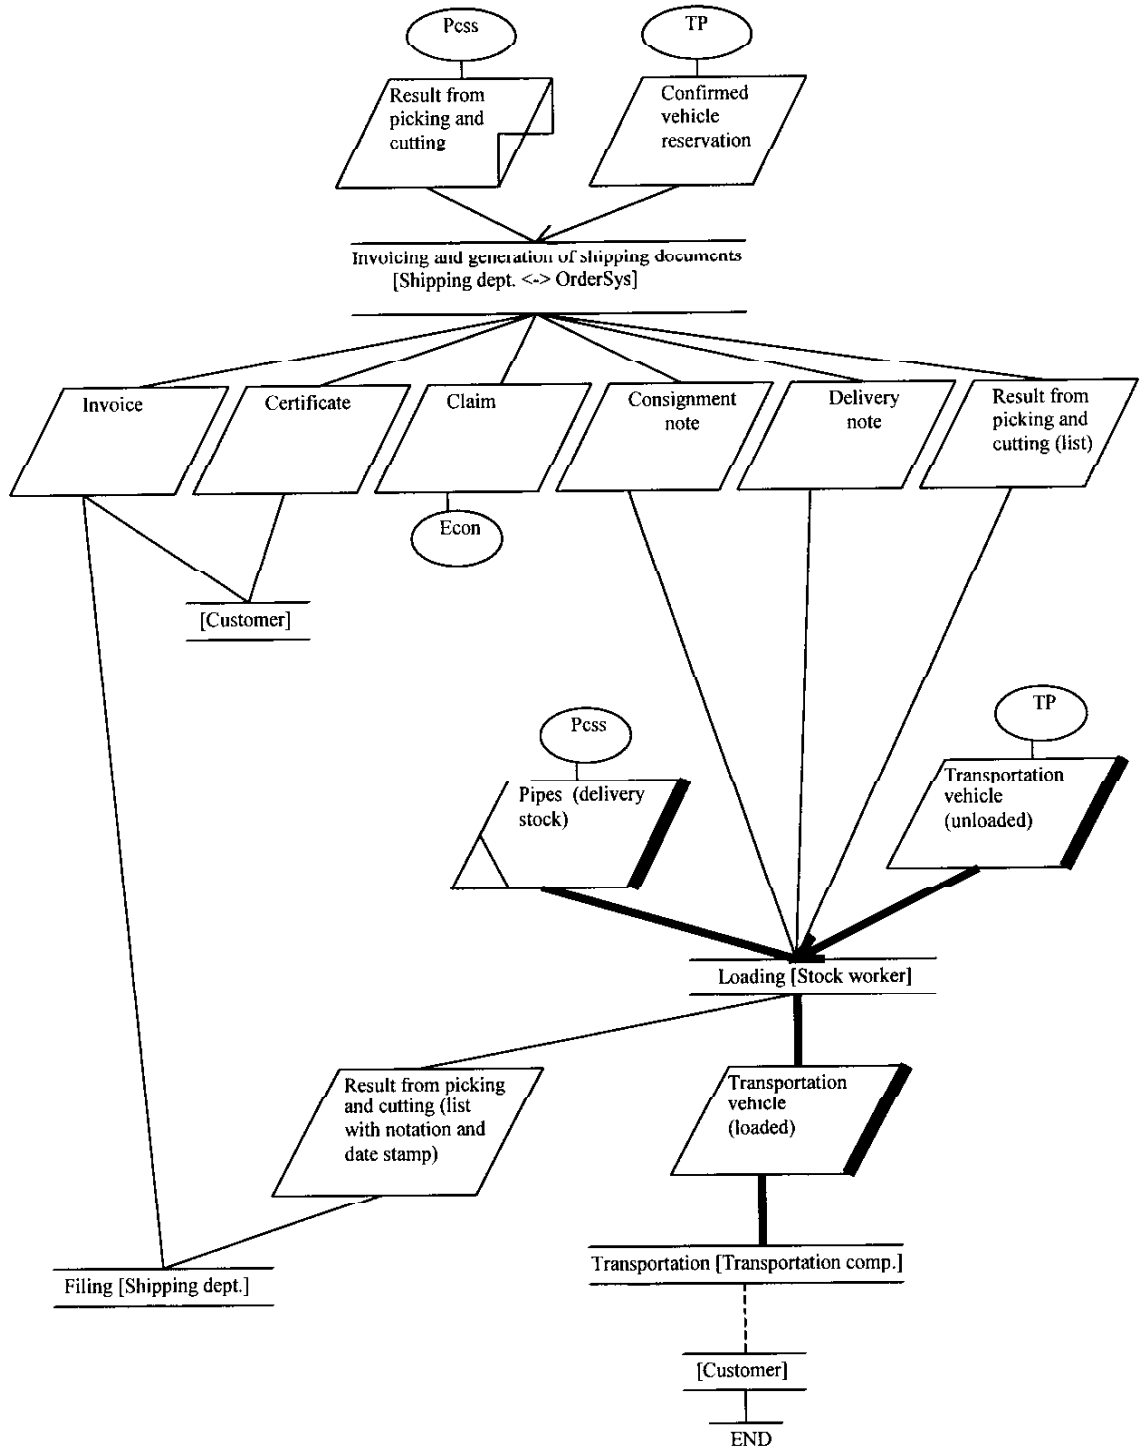 Pcss
TP
Result from
picking and
cutting
Confirmed
vehicle
reservation
Invoicing and generation of shipping documents
[Shipping dept. <-> OrderSys]
Invoice
Certificate
Claim
Consignment
note
Delivery
note
Result from
picking and
cutting (list)
Econ
[Customer]
Pcss
TP
Pipes (delivery
stock)
Transportation
vehicle
(unloaded)
Loading [Stock worker]
Result from picking
and cutting (list
with notation and
date stamp)
Transportation
vehicle
(loaded)
Filing [Shipping dept.]
Transportation [Transportation comp.]
[Customer]
END